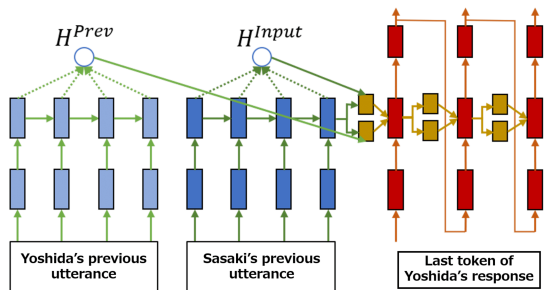 H^{Prev}
H^{Input}
Yoshida's previous
utterance
Sasaki's previous
utterance
Last token of
Yoshida's response